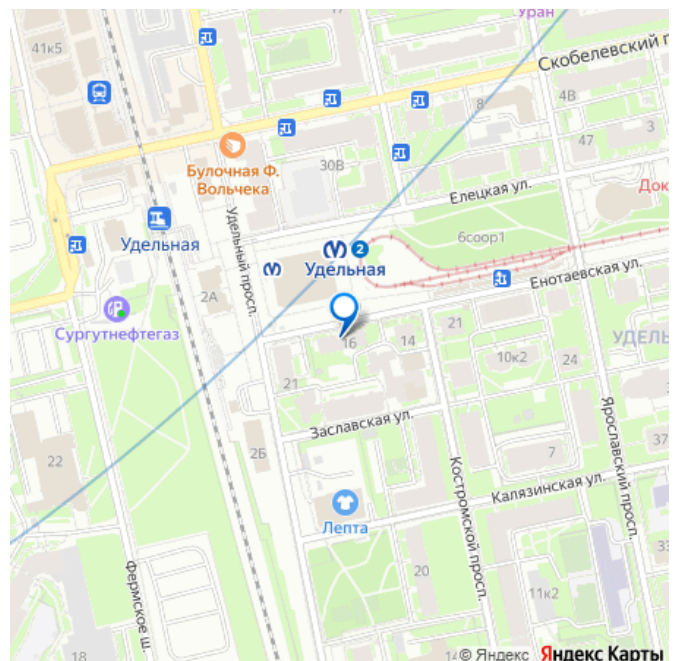 Уран
41к5
Скобелевский п
4В
8
47
3
30В
Булочная Ф.
Вольчека
Елецкая ул.
Док
Удельный просп.
Удельная
2
Удельная
6соор1
Енотаевская ул.
2А
Сургутнефтегаз
16
14
21
10к2
24
УДЕЛЬ
21
Заславская ул.
Ярославский просп.
2Б
22
7
37
Костромской просп.
Калязинская ул.
Лепта
33
20
11к2
Фермское ш.
18
14
© Яндекс Яндекс Карты